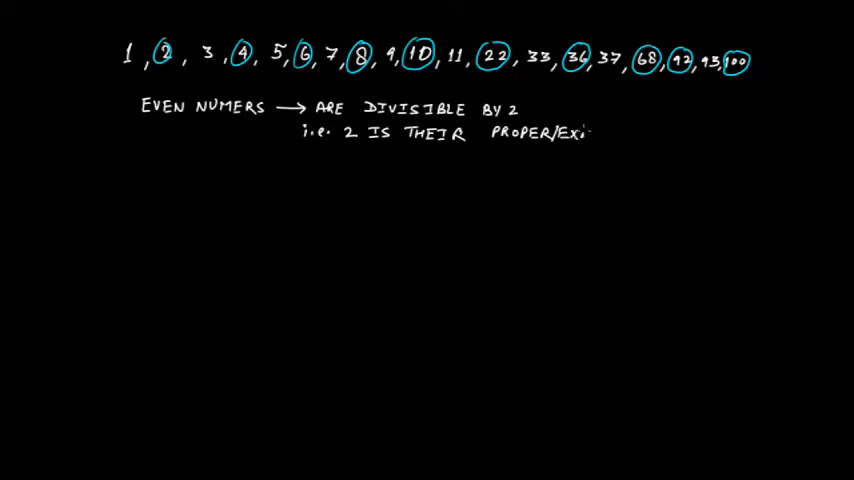 1, 2, 3, 4, 5, 6, 7, 8, 9, 10, 11, 22, 33, 36, 37, 68, 92, 93, 100
EVEN NUMERS → ARE DIVISIBLE BY 2
i.e. 2 IS THEIR PROPER/EXi